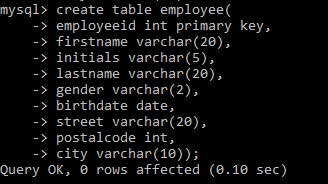 mysql> create table employee(
    -> employeeid int primary key,
    -> firstname varchar(20),
    -> initials varchar(5),
    -> lastname varchar(20),
    -> gender varchar(2),
    -> birthdate date,
    -> street varchar(20),
    -> postalcode int,
    -> city varchar(10));
Query OK, 0 rows affected (0.10 sec)